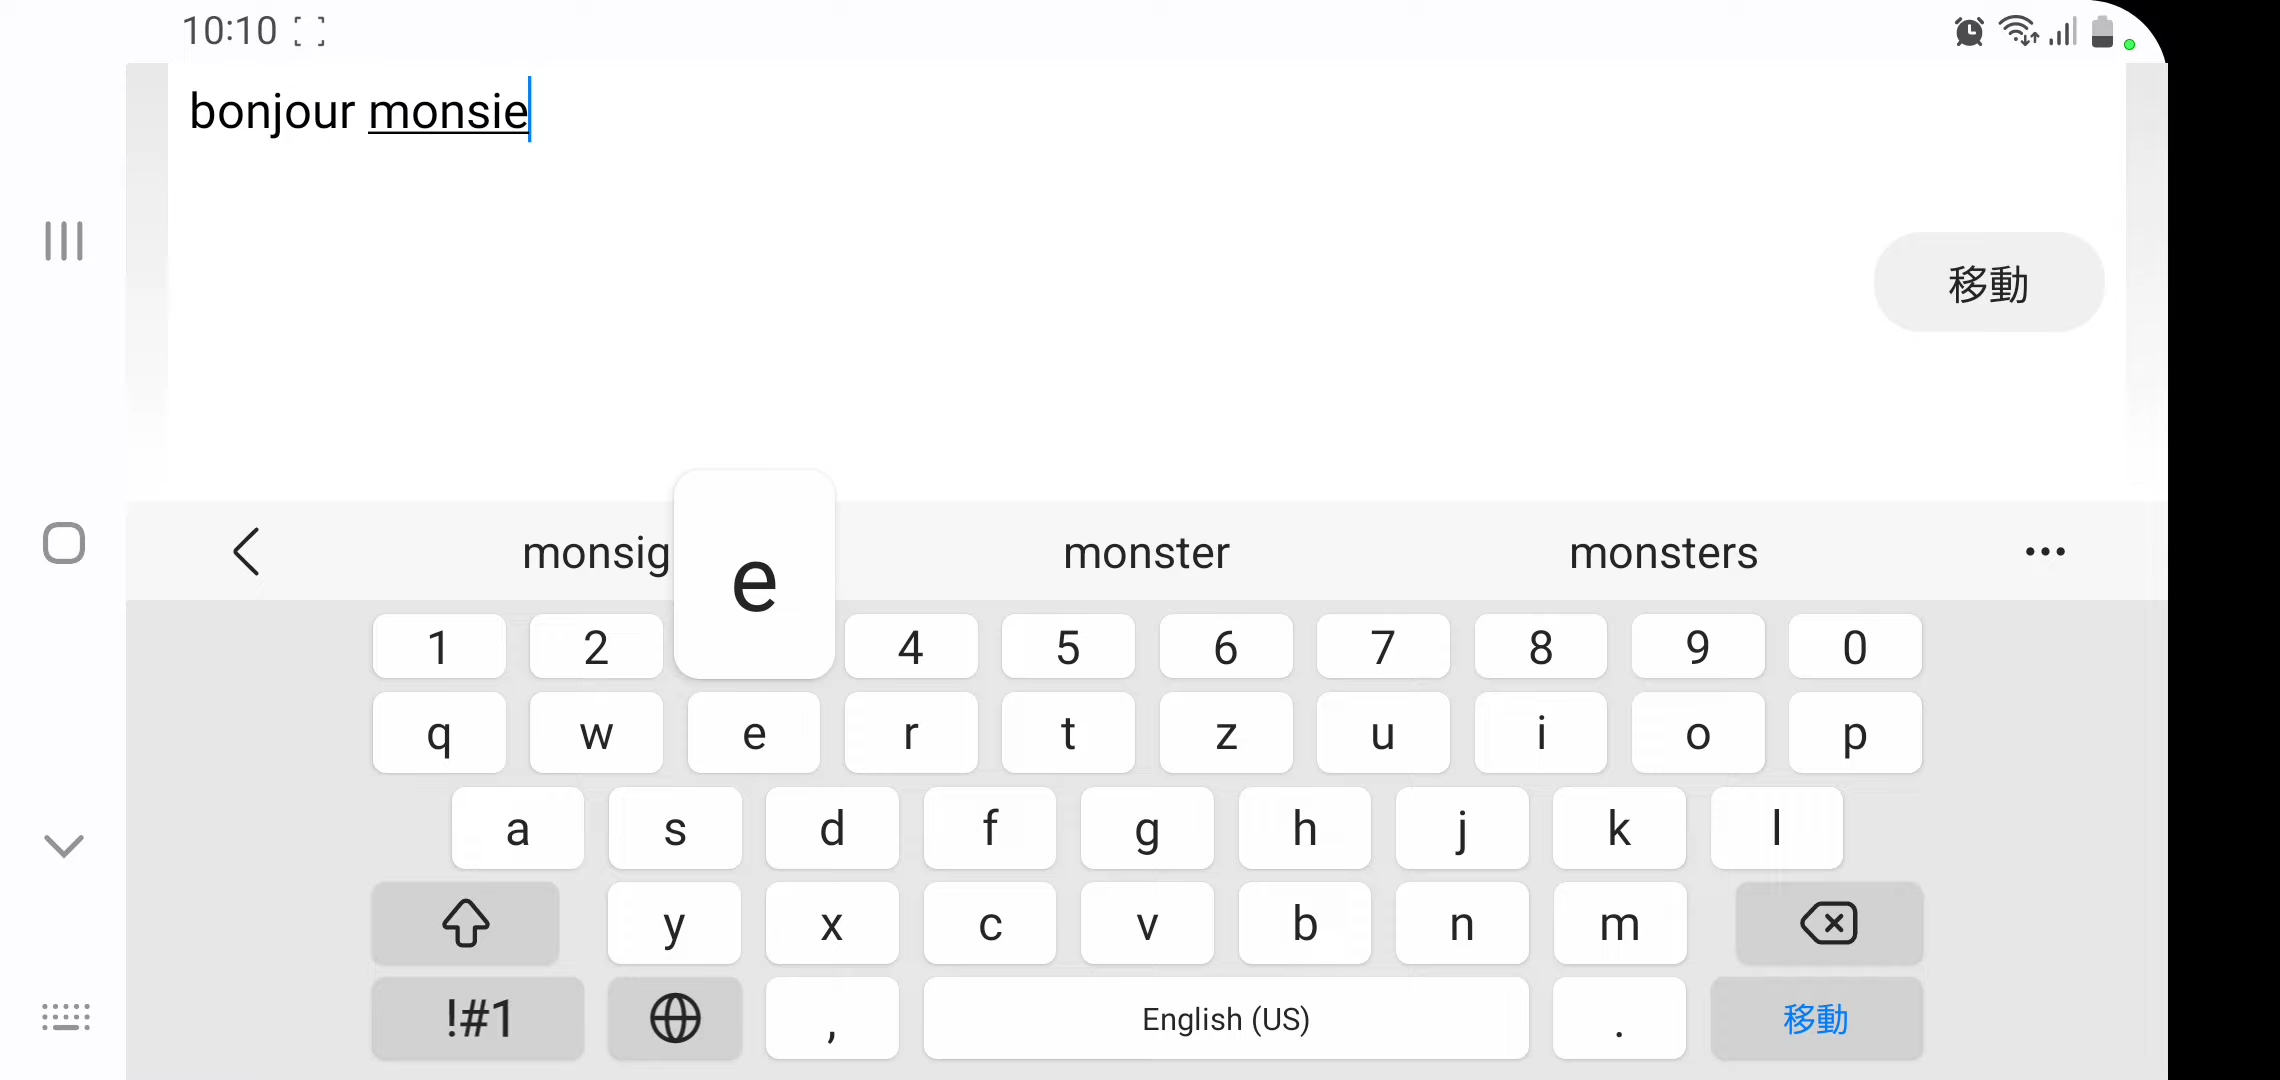 10:10
bonjour monsie
移動
monsig
e
monster
monsters
1 2 4 5 6 7 8 9 0
q w e r t z u i o p
a s d f g h j k l
y x c v b n m
!#1 , English (US) . 移動